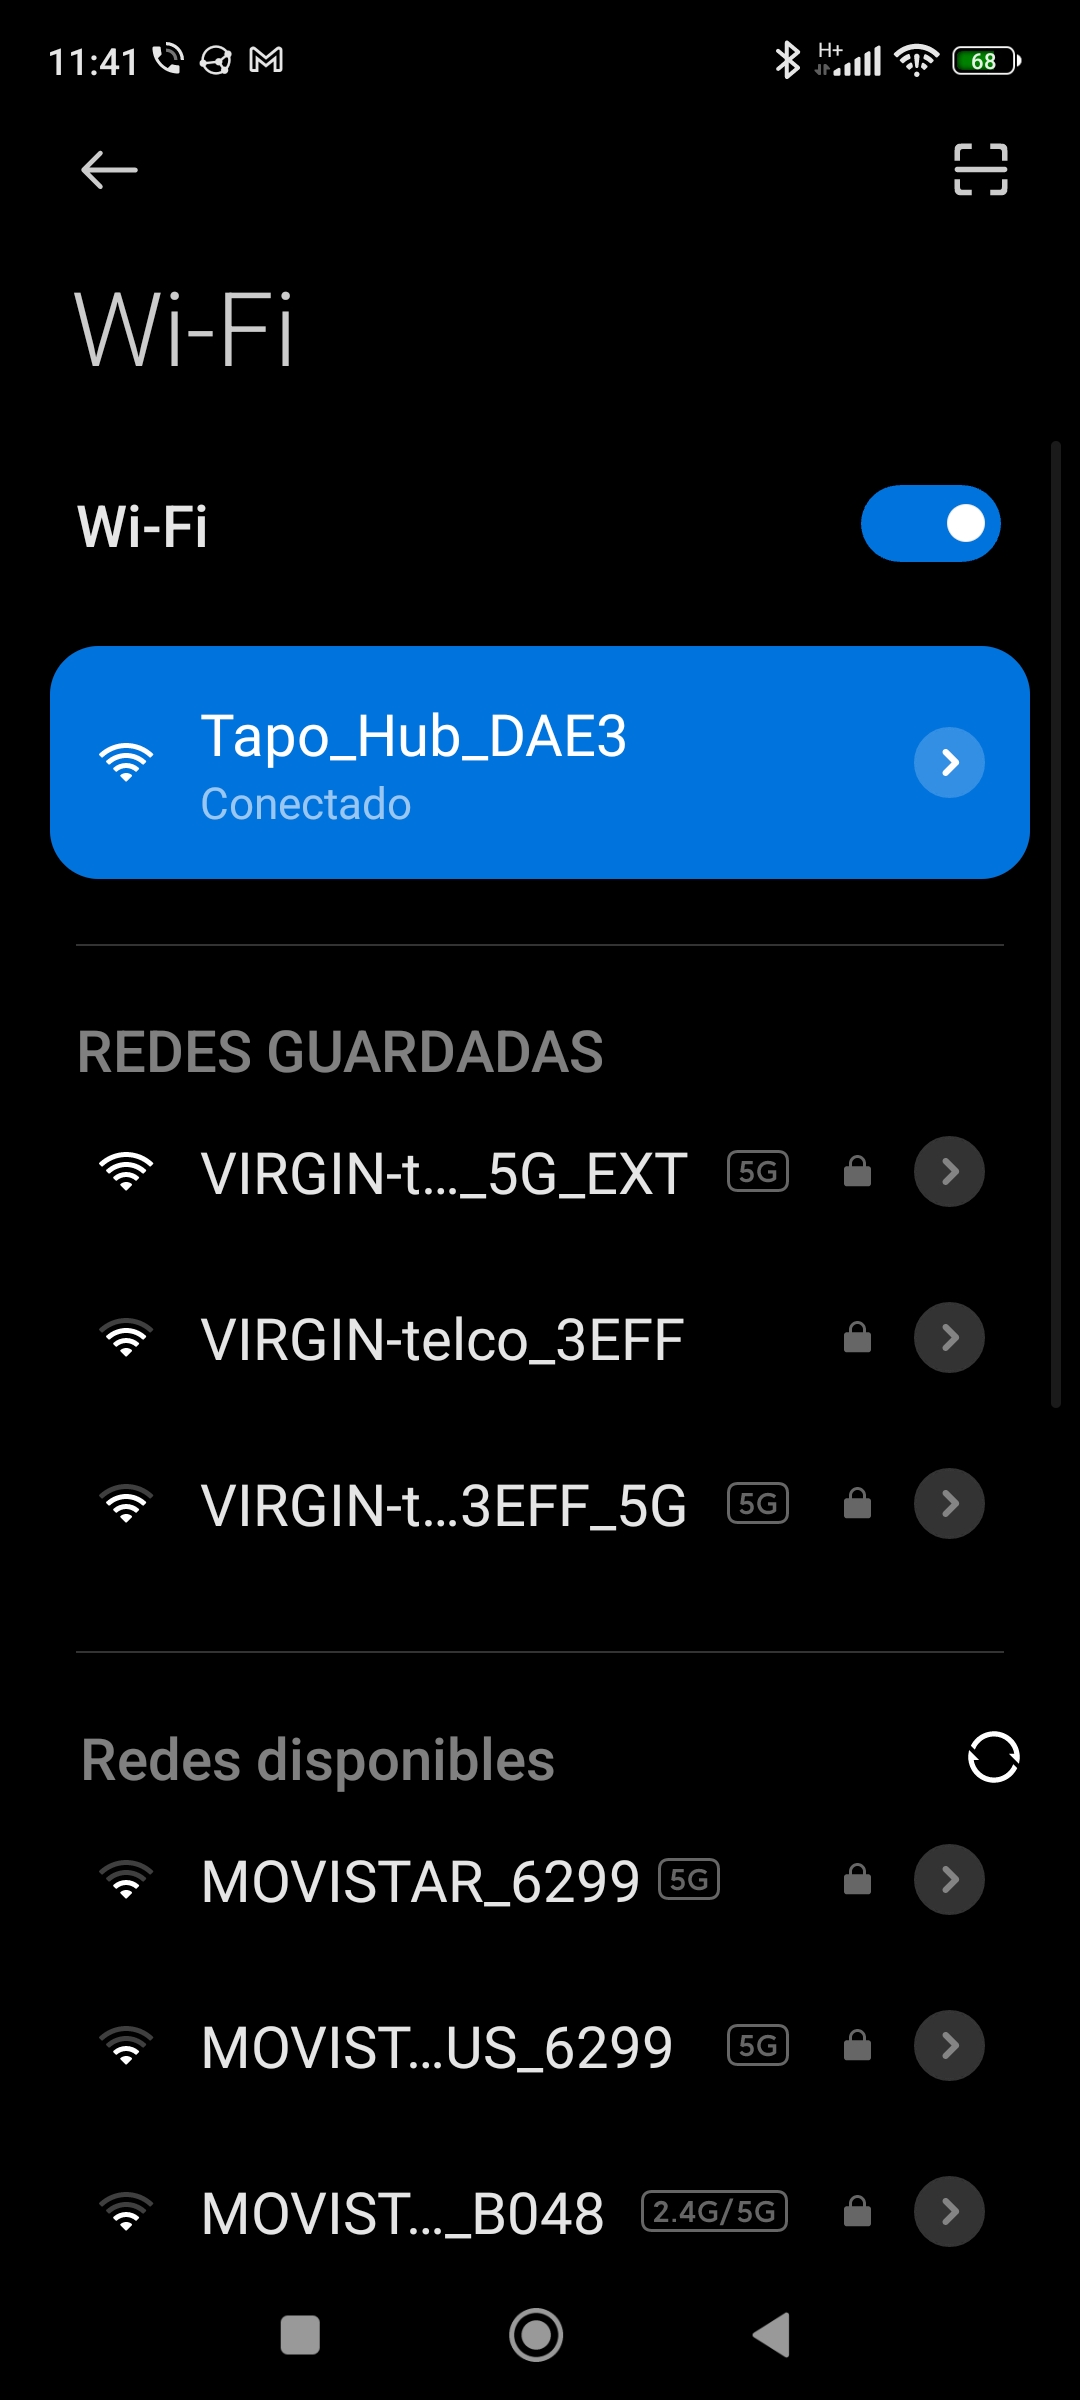 11:41 H+ 68
Wi-Fi
Wi-Fi
Tapo_Hub_DAE3
Conectado
REDES GUARDADAS
VIRGIN-t..._5G_EXT 5G
VIRGIN-telco_3EFF
VIRGIN-t...3EFF_5G 5G
Redes disponibles
MOVISTAR_6299 5G
MOVIST...US_6299 5G
MOVIST..._B048 2.4G/5G